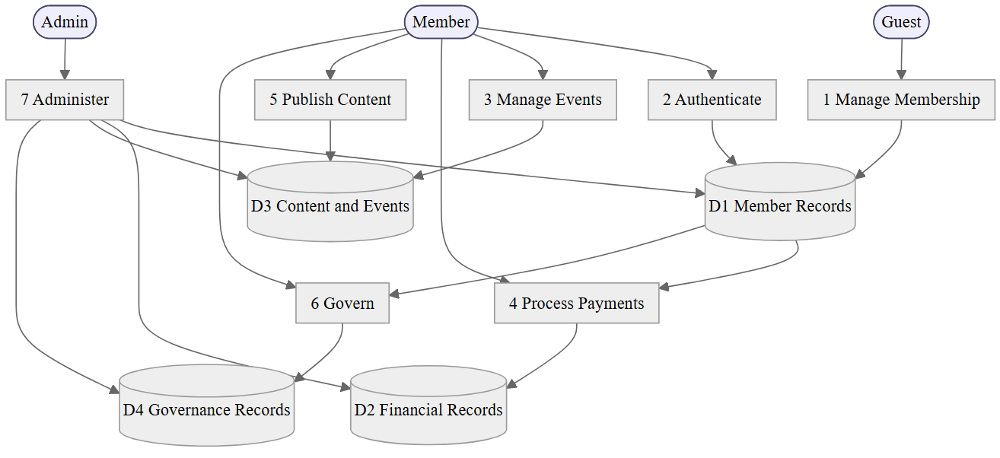 Admin
Member
Guest
7 Administer
5 Publish Content
3 Manage Events
2 Authenticate
1 Manage Membership
D3 Content and Events
D1 Member Records
6 Govern
4 Process Payments
D4 Governance Records
D2 Financial Records